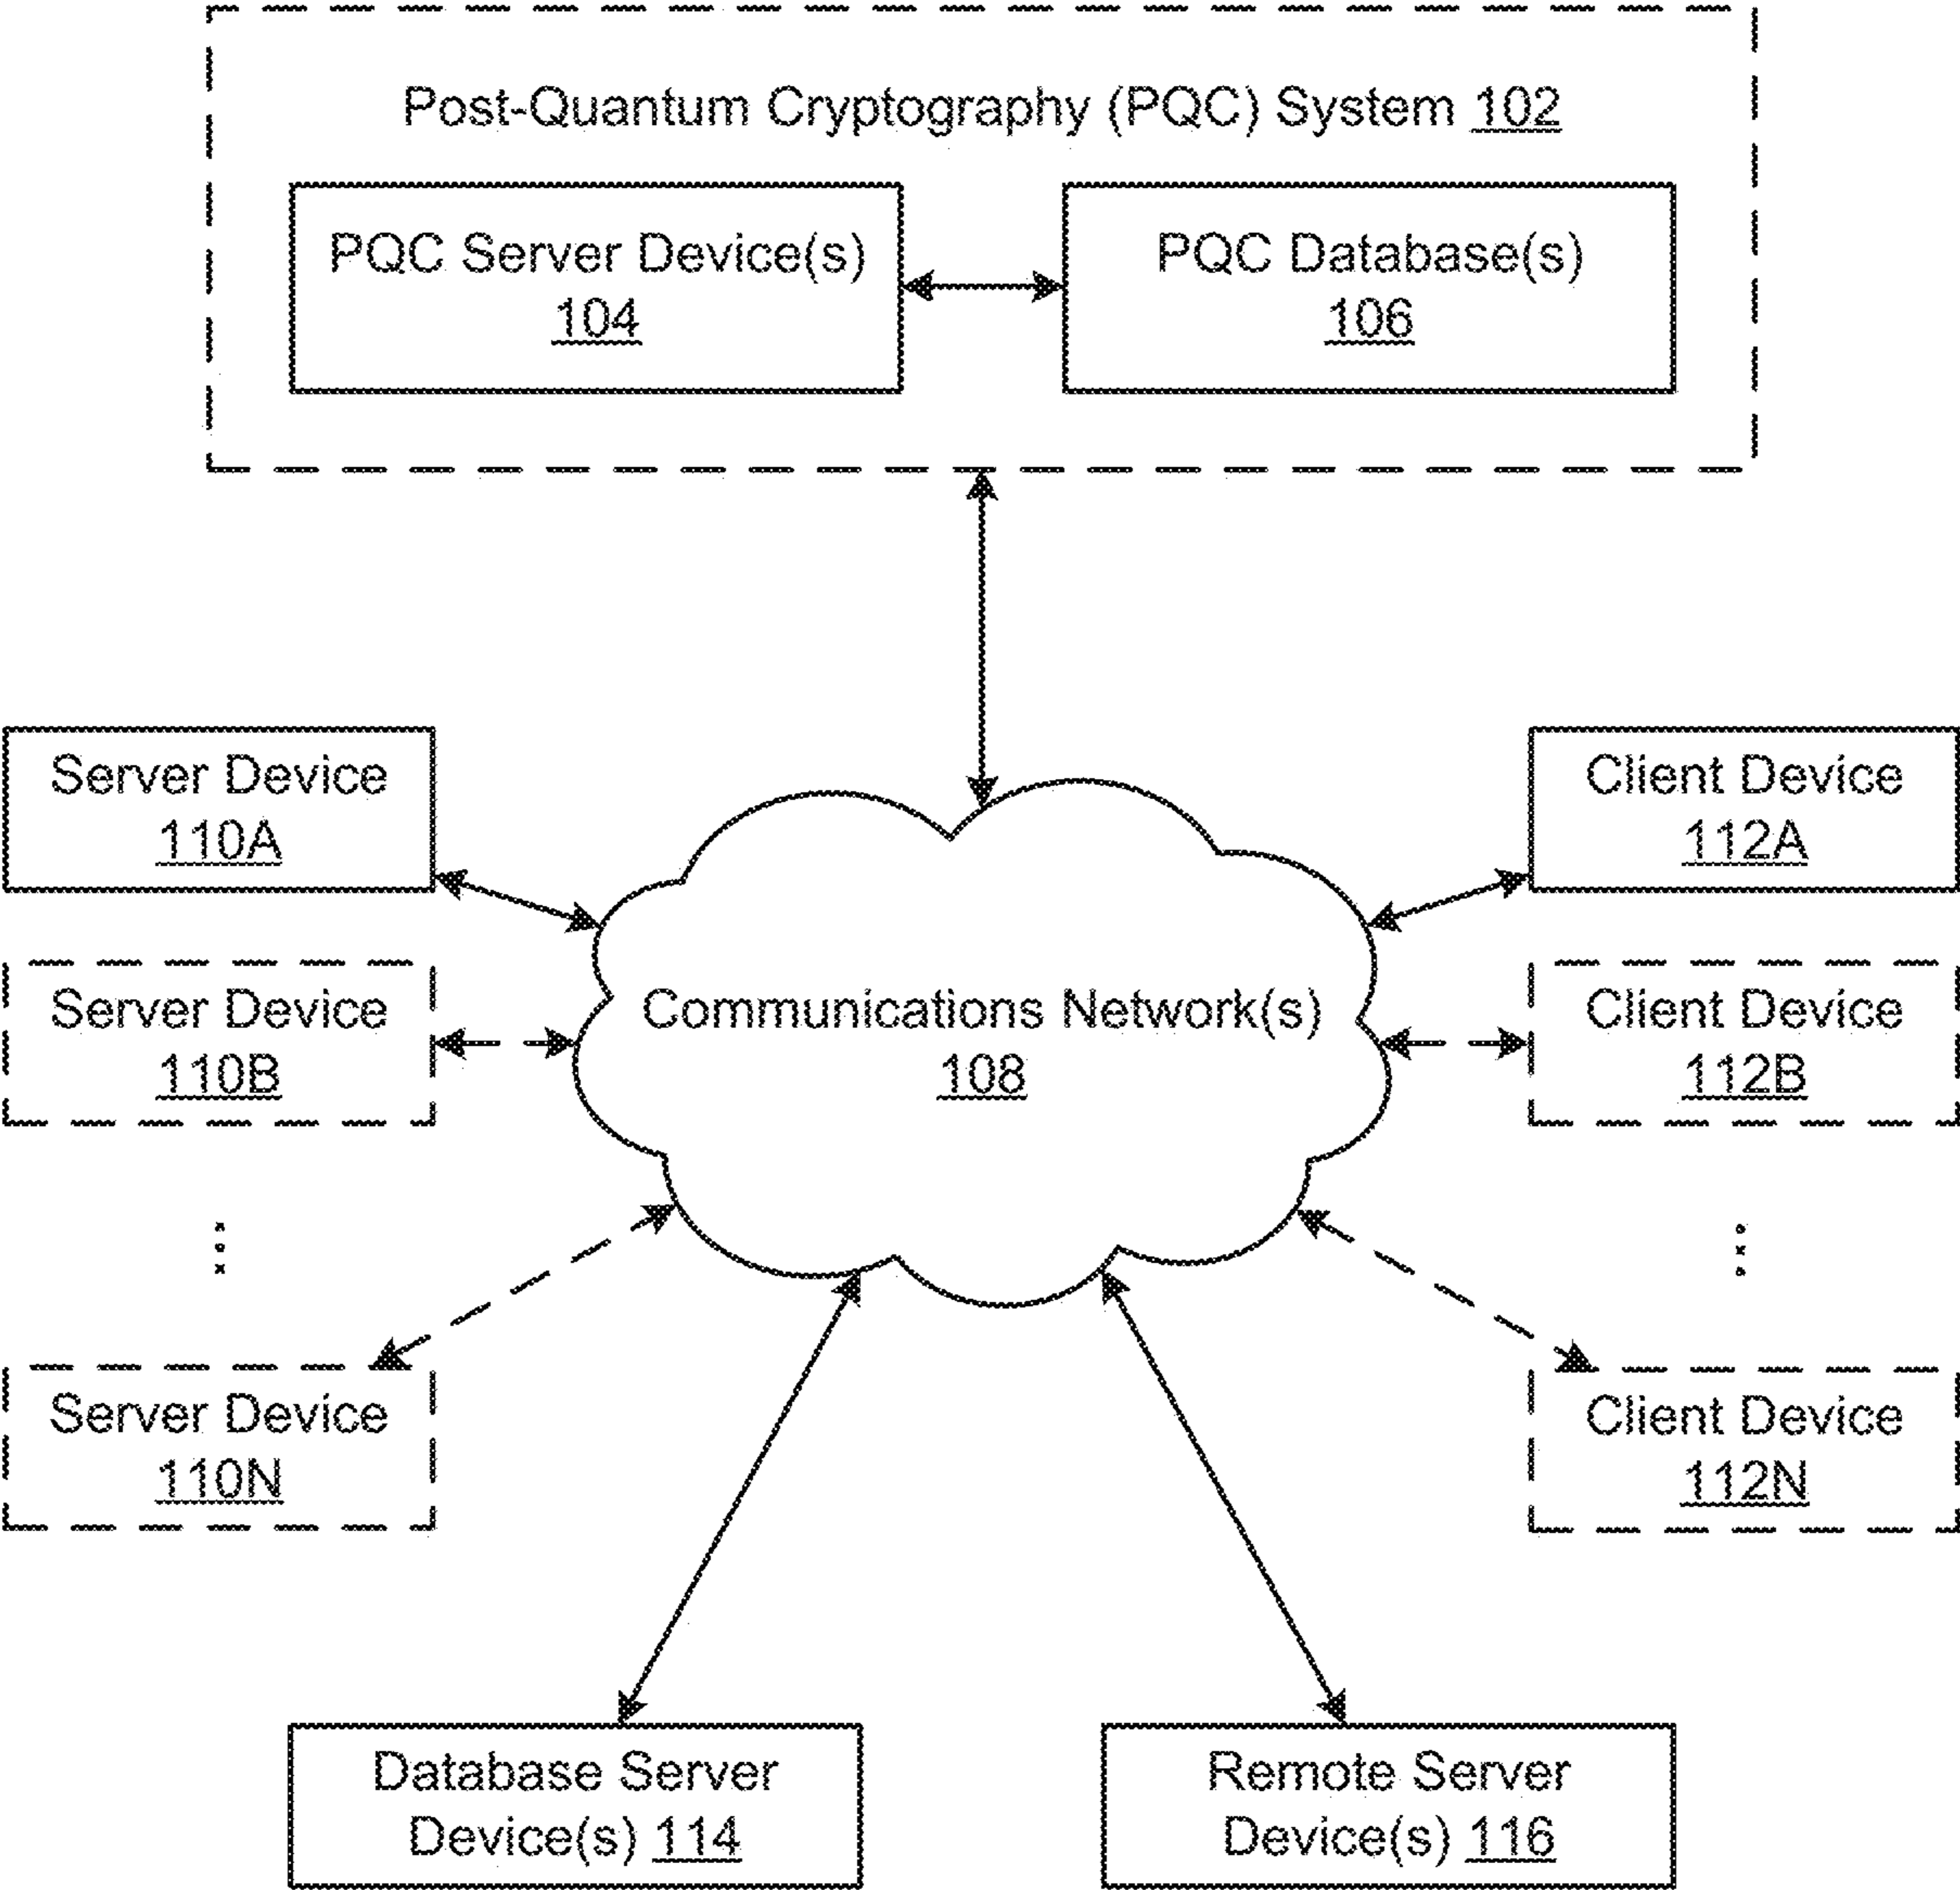 Post-Quantum Cryptography (PQC) System 102
PQC Server Device(s)
104
PQC Database(s)
106
Server Device
110A
Client Device
112A
Server Device
110B
Communications Network(s)
108
Client Device
112B
Server Device
110N
Client Device
112N
Database Server
Device(s) 114
Remote Server
Device(s) 116